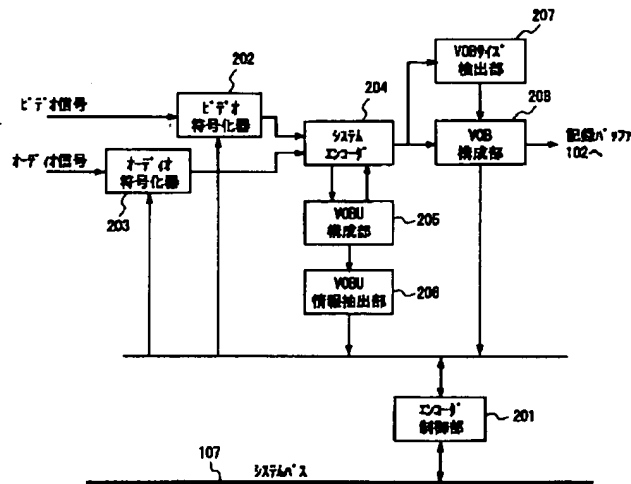 207
VOBｻｲｽﾞ
検出部
202
204
208
ﾋﾞﾃﾞｵ信号
ﾋﾞﾃﾞｵ
符号化器
ｼｽﾃﾑ
ｴﾝｺｰﾀﾞ
VOB
構成部
記録ﾊﾞｯﾌｧ
102へ
ｵｰﾃﾞｨｵ信号
ｵｰﾃﾞｨｵ
符号化器
203
VOBU
構成部
205
VOBU
情報抽出部
206
ｴﾝｺｰﾀﾞ
制御部
201
107
ｼｽﾃﾑﾊﾞｽ